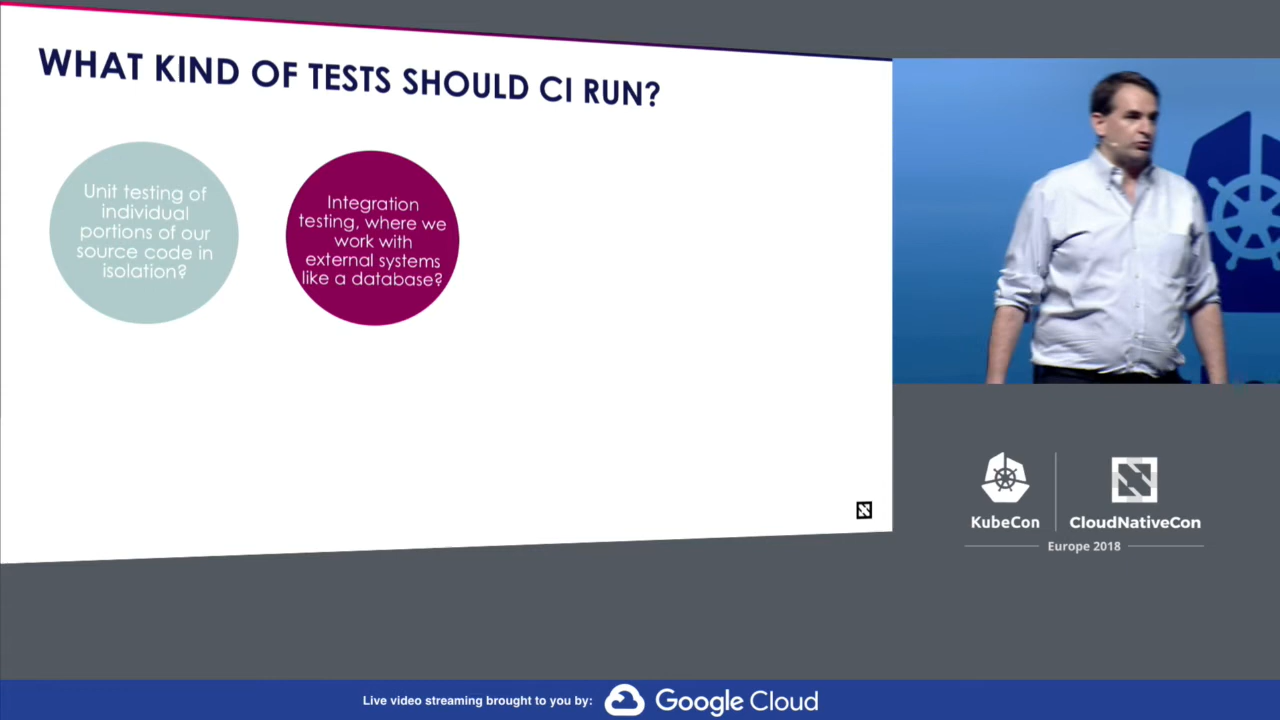 WHAT KIND OF TESTS SHOULD CI RUN?
Unit testing of
individual
portions of our
source code in
isolation?
Integration
testing, where we
work with
external systems
like a database?
KubeCon
CloudNativeCon
Europe 2018
Live video streaming brought to you by:
Google Cloud